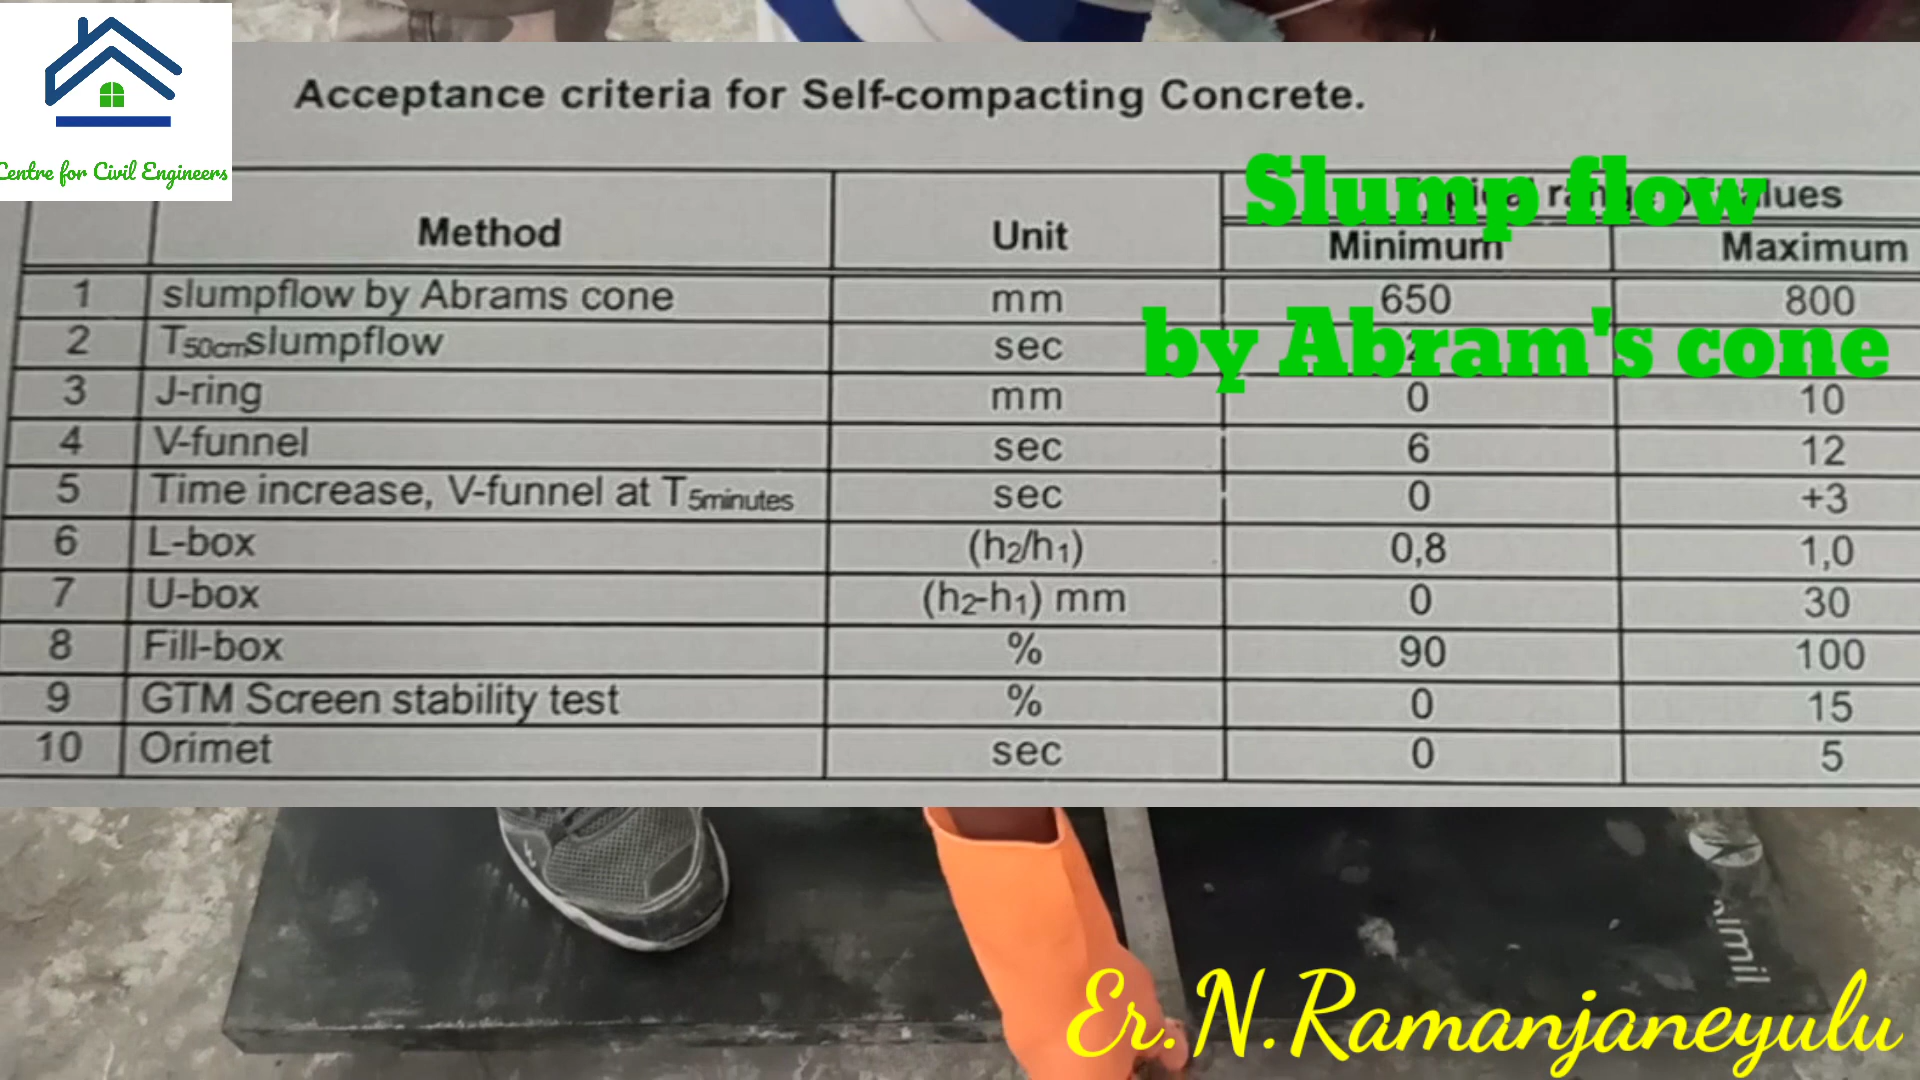 Centre for Civil Engineers
Acceptance criteria for Self-compacting Concrete.
Slump flow
by Abram's cone
values
Method Unit Minimum Maximum
1 slumpflow by Abrams cone mm 650 800
2 T50cmslumpflow sec
3 J-ring mm 0 10
4 V-funnel sec 6 12
5 Time increase, V-funnel at T5minutes sec 0 +3
6 L-box (h2/h1) 0,8 1,0
7 U-box (h2-h1) mm 0 30
8 Fill-box % 90 100
9 GTM Screen stability test % 0 15
10 Orimet sec 0 5
Er.N.Ramanjaneyulu